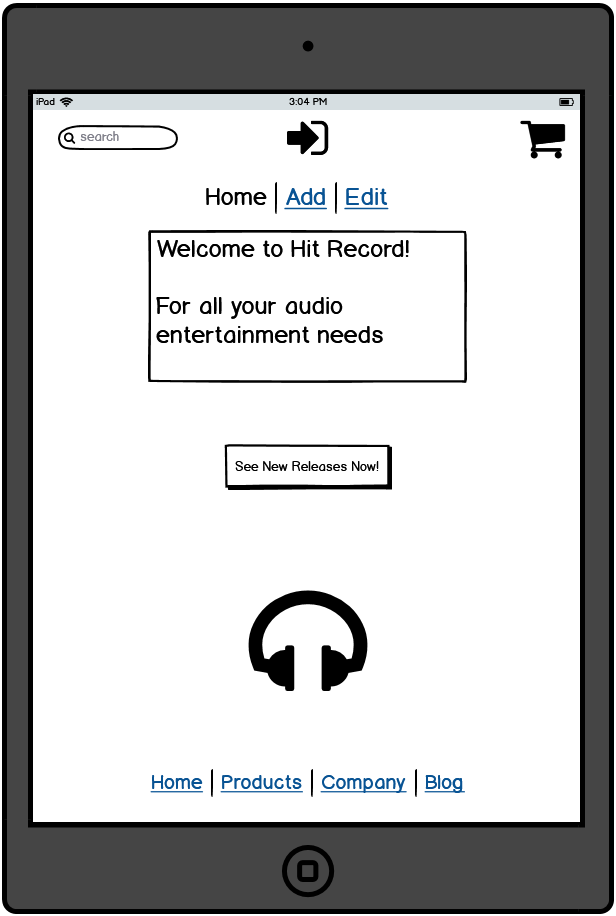 iPad 3:04 PM
search
Home Add Edit
Welcome to Hit Record!
For all your audio
entertainment needs
See New Releases Now!
Home Products Company Blog